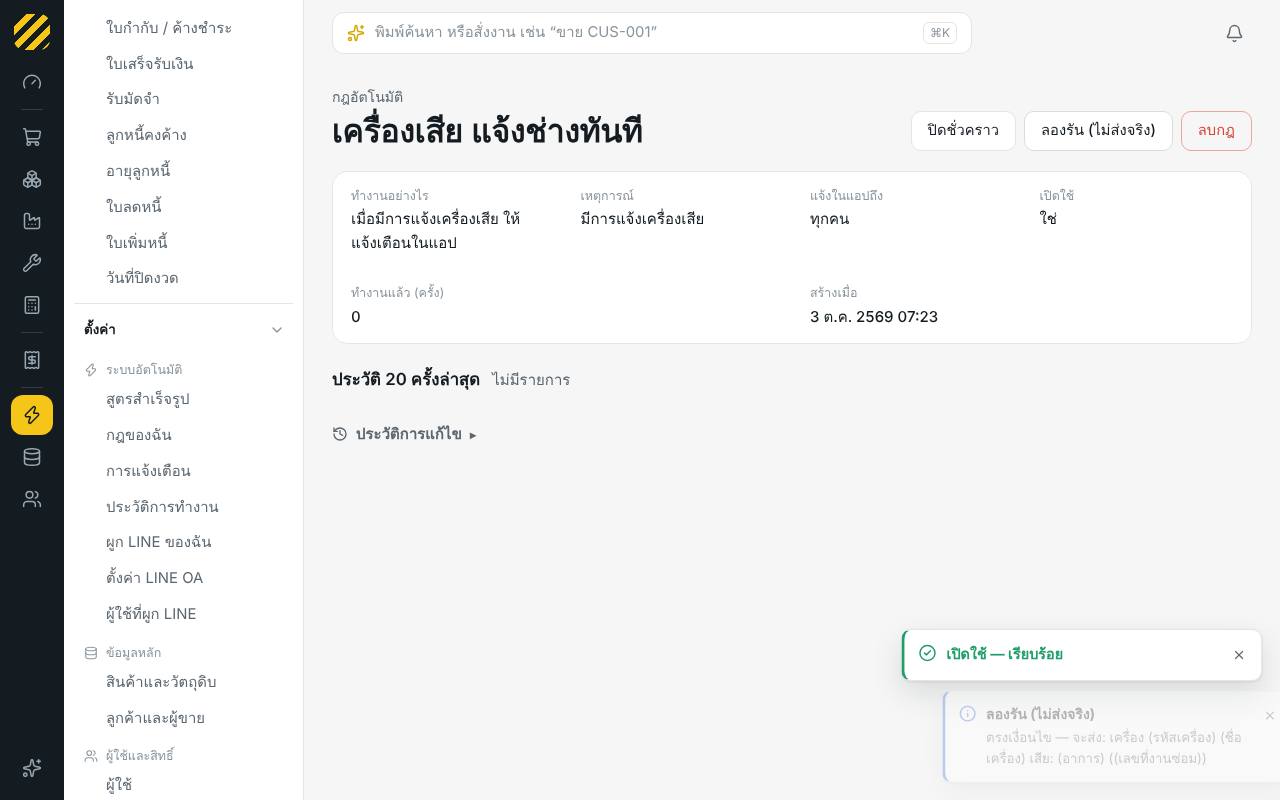 ใบกำกับ / ค้างชำระ
ใบเสร็จรับเงิน
รับมัดจำ
ลูกหนี้คงค้าง
อายุลูกหนี้
ใบลดหนี้
ใบเพิ่มหนี้
วันที่ปิดงวด
ตั้งค่า
ระบบอัตโนมัติ
สูตรสำเร็จรูป
กฎของฉัน
การแจ้งเตือน
ประวัติการทำงาน
ผูก LINE ของฉัน
ตั้งค่า LINE OA
ผู้ใช้ที่ผูก LINE
ข้อมูลหลัก
สินค้าและวัตถุดิบ
ลูกค้าและผู้ขาย
ผู้ใช้และสิทธิ์
ผู้ใช้
พิมพ์ค้นหา หรือสั่งงาน เช่น “ขาย CUS-001”
⌘K
กฎอัตโนมัติ
เครื่องเสีย แจ้งช่างทันที
ปิดชั่วคราว
ลองรัน (ไม่ส่งจริง)
ลบกฎ
ทำงานอย่างไร
เมื่อมีการแจ้งเครื่องเสีย ให้
แจ้งเตือนในแอป
เหตุการณ์
มีการแจ้งเครื่องเสีย
แจ้งในแอปถึง
ทุกคน
เปิดใช้
ใช่
ทำงานแล้ว (ครั้ง)
0
สร้างเมื่อ
3 ต.ค. 2569 07:23
ประวัติ 20 ครั้งล่าสุด ไม่มีรายการ
ประวัติการแก้ไข ▸
เปิดใช้ — เรียบร้อย
ลองรัน (ไม่ส่งจริง)
ตรงเงื่อนไข — จะส่ง: เครื่อง (รหัสเครื่อง) (ชื่อ
เครื่อง) เสีย: (อาการ) ((เลขที่งานซ่อม))